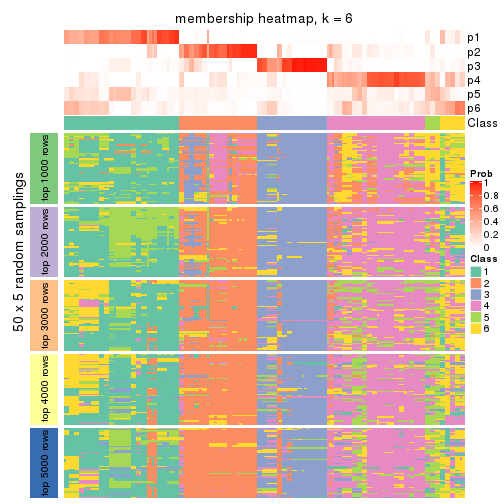 membership heatmap, k = 6
p1
p2
p3
p4
p5
p6
Class
50 x 5 random samplings
top 1000 rows
top 2000 rows
top 3000 rows
top 4000 rows
top 5000 rows
Prob
1
0.8
0.6
0.4
0.2
0
Class
1
2
3
4
5
6